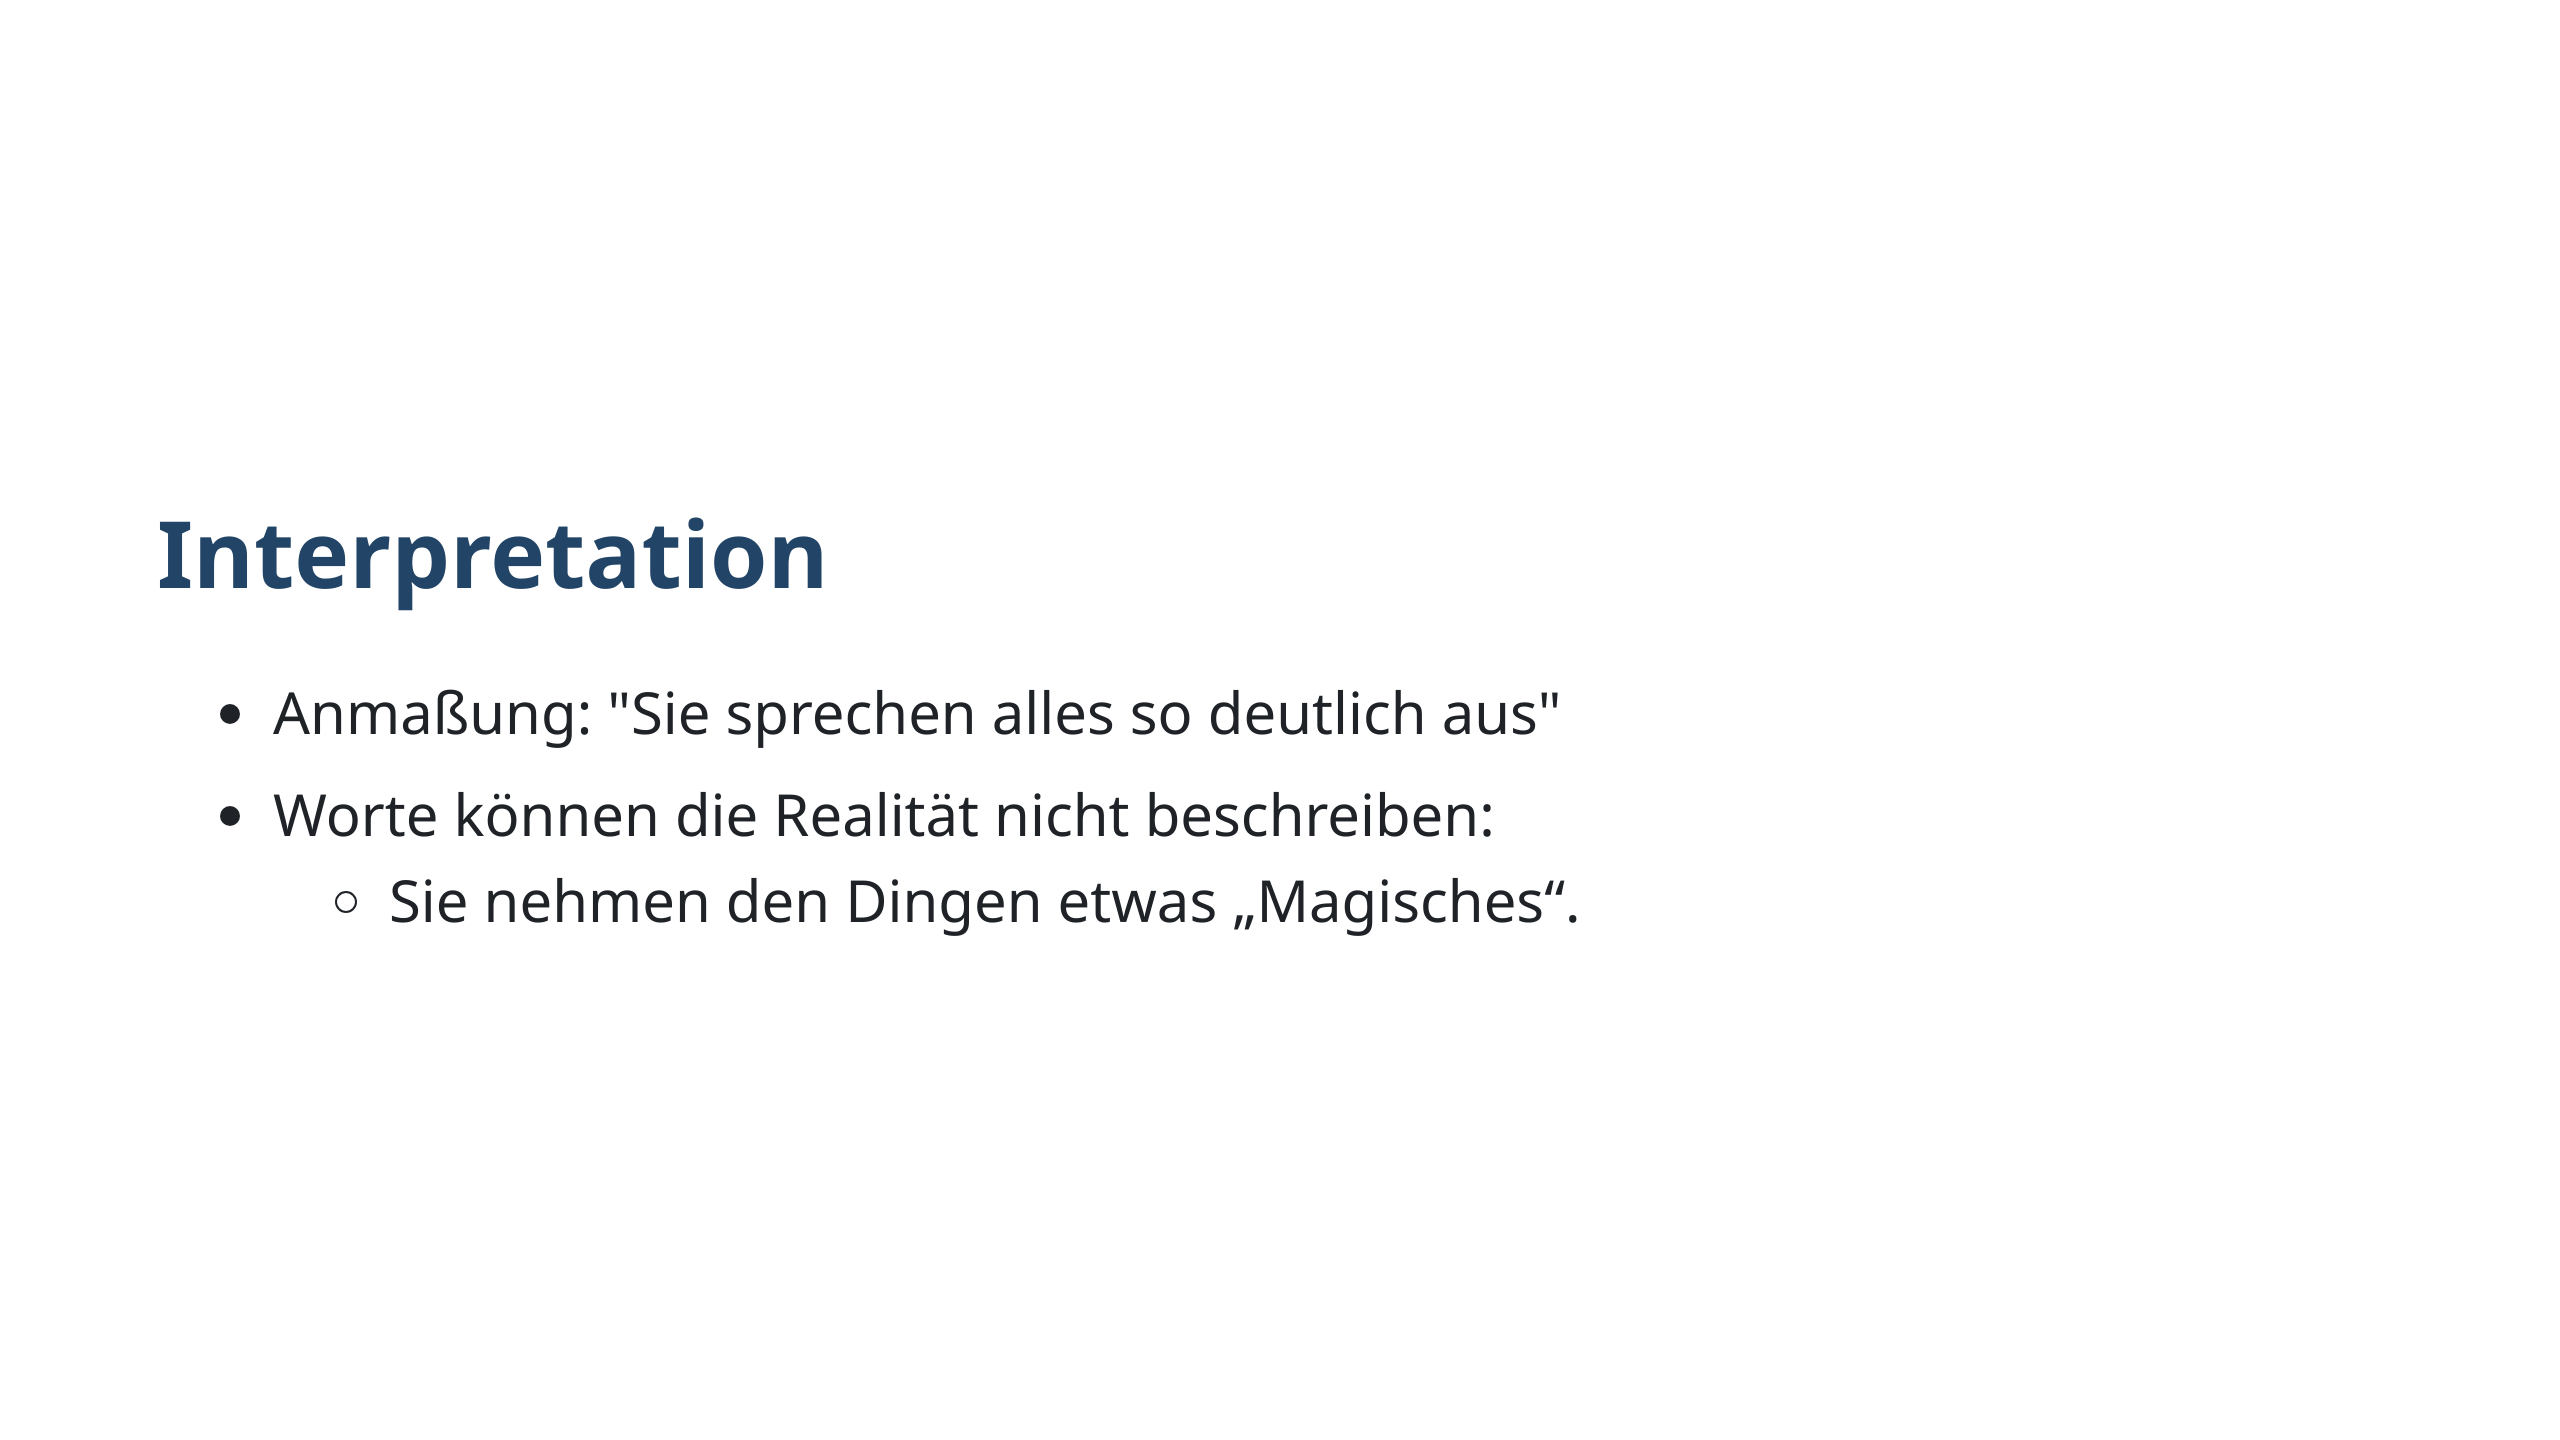 Interpretation
• Anmaßung: "Sie sprechen alles so deutlich aus"
• Worte können die Realität nicht beschreiben:
◦ Sie nehmen den Dingen etwas „Magisches“.